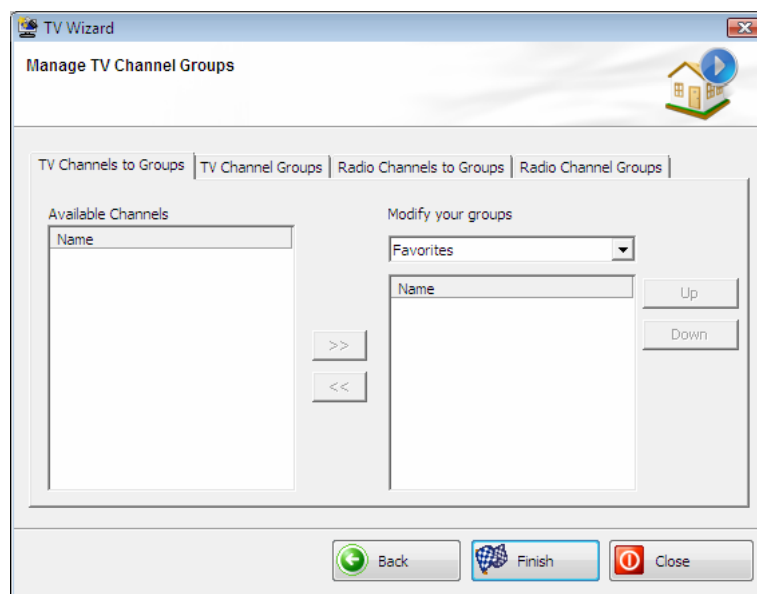 TV Wizard
Manage TV Channel Groups
TV Channels to Groups
TV Channel Groups
Radio Channels to Groups
Radio Channel Groups
Available Channels
Name
Modify your groups
Favorites
Name
Up
Down
>>
<<
Back
Finish
Close